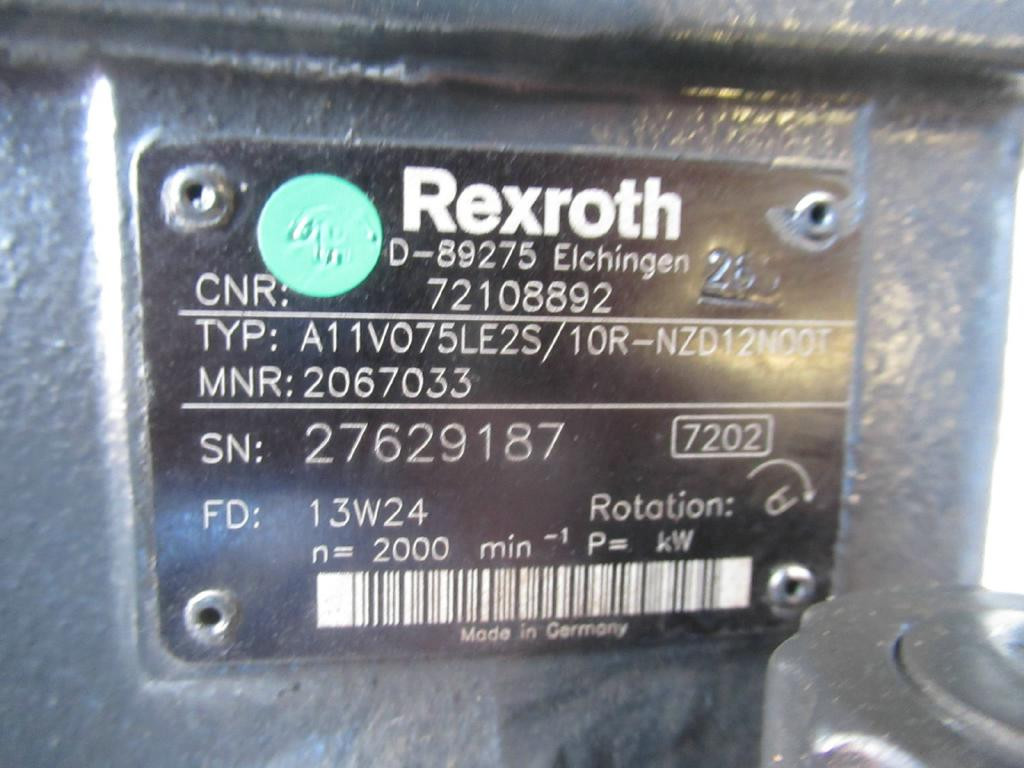 Rexroth
D-89275 Elchingen
CNR: 72108892
TYP: A11VO75LE2S/10R-NZD12N00T
MNR: 2067033
SN: 27629187 7202
FD: 13W24 Rotation:
n= 2000 min -1 P= kW
Made in Germany